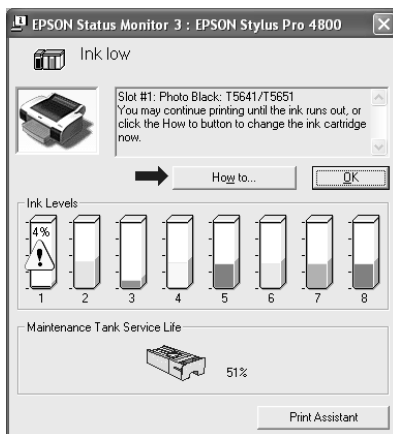 EPSON Status Monitor 3 : EPSON Stylus Pro 4800
Ink low
Slot #1: Photo Black: T5641/T5651
You may continue printing until the ink runs out, or
click the How to button to change the ink cartridge
now.
How to...
OK
Ink Levels
4%
1 2 3 4 5 6 7 8
Maintenance Tank Service Life
51%
Print Assistant